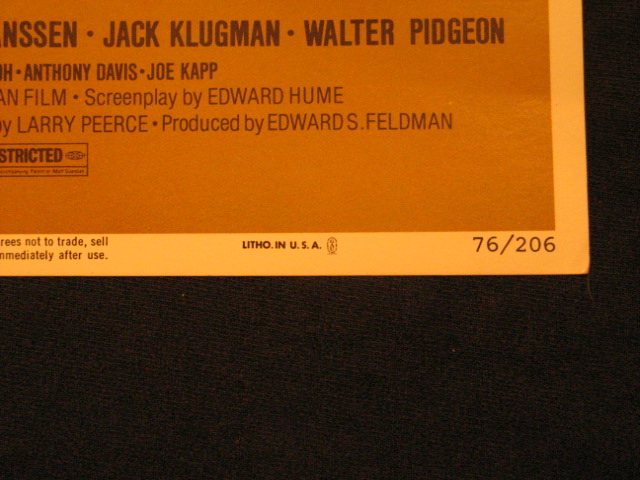 NSSEN • JACK KLUGMAN • WALTER PIDGEON
OH • ANTHONY DAVIS • JOE KAPP
AN FILM • Screenplay by EDWARD HUME
by LARRY PEERCE • Produced by EDWARD S. FELDMAN
STRICTED
rees not to trade, sell
mmediately after use.
LITHO. IN U. S. A.
76/206